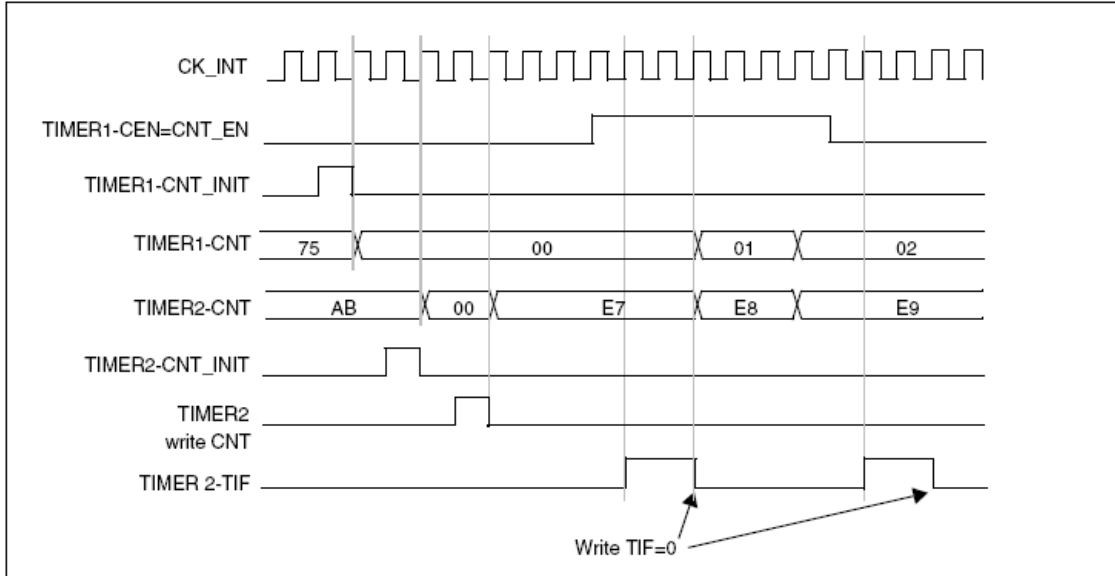 CK_INT
TIMER1-CEN=CNT_EN
TIMER1-CNT_INIT
TIMER1-CNT 75 00 01 02
TIMER2-CNT AB 00 E7 E8 E9
TIMER2-CNT_INIT
TIMER2
write CNT
TIMER 2-TIF
Write TIF=0